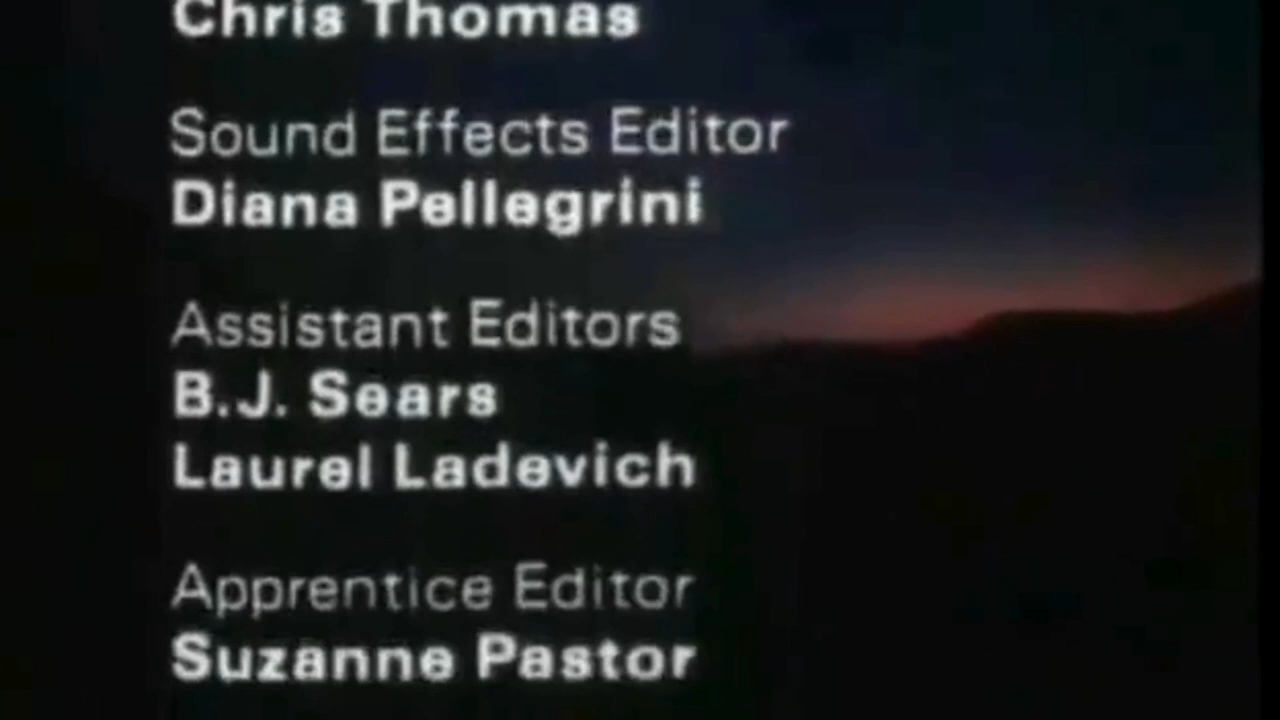 Chris Thomas
Sound Effects Editor
Diana Pellegrini
Assistant Editors
B.J. Sears
Laurel Ladevich
Apprentice Editor
Suzanne Pastor